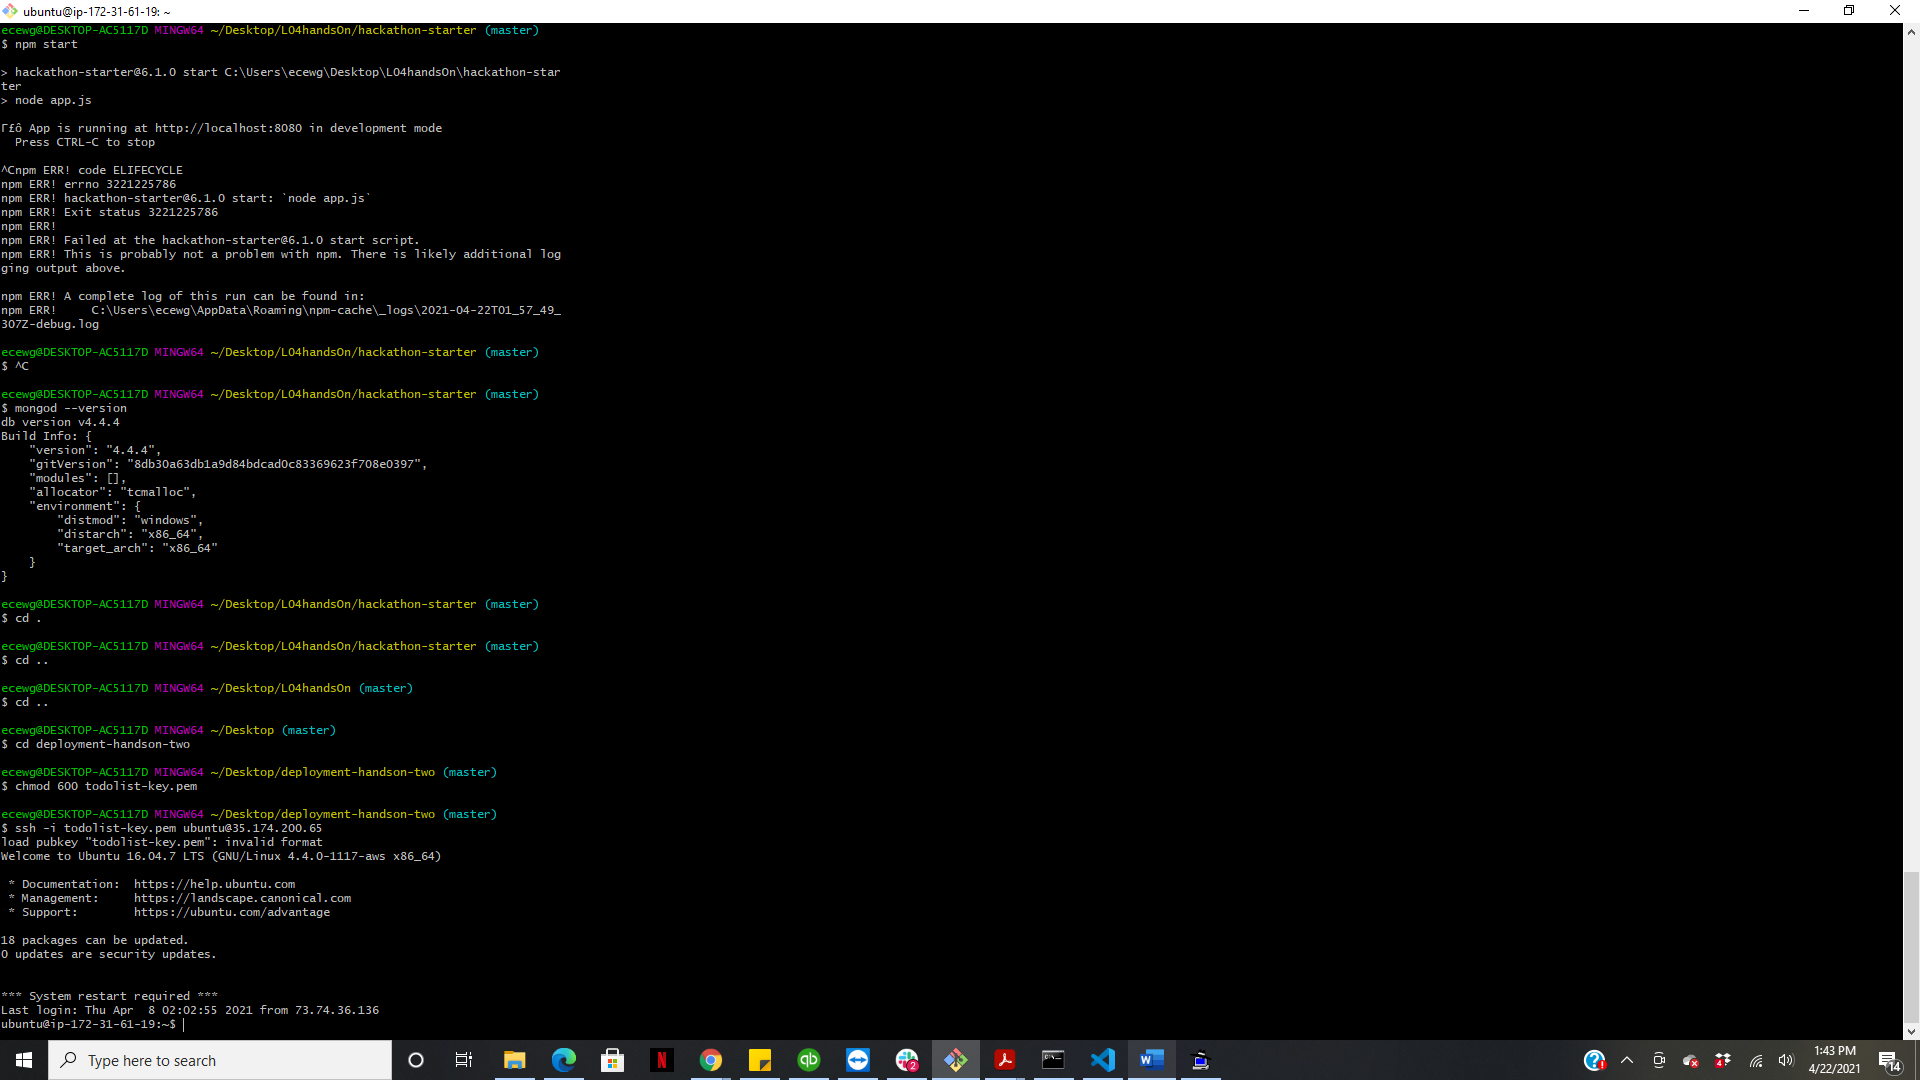 ubuntu@ip-172-31-61-19: ~
ecewg@DESKTOP-AC5117D MINGW64 ~/Desktop/LO4handsOn/hackathon-starter (master)
$ npm start
> hackathon-starter@6.1.0 start C:\Users\ecewg\Desktop\LO4handsOn\hackathon-star
ter
> node app.js
Γ£ô App is running at http://localhost:8080 in development mode
Press CTRL-C to stop
^Cnpm ERR! code ELIFECYCLE
npm ERR! errno 3221225786
npm ERR! hackathon-starter@6.1.0 start: `node app.js`
npm ERR! Exit status 3221225786
npm ERR!
npm ERR! Failed at the hackathon-starter@6.1.0 start script.
npm ERR! This is probably not a problem with npm. There is likely additional log
ging output above.
npm ERR! A complete log of this run can be found in:
npm ERR!     C:\Users\ecewg\AppData\Roaming\npm-cache\_logs\2021-04-22T01_57_49_
307Z-debug.log
ecewg@DESKTOP-AC5117D MINGW64 ~/Desktop/LO4handsOn/hackathon-starter (master)
$ ^C
ecewg@DESKTOP-AC5117D MINGW64 ~/Desktop/LO4handsOn/hackathon-starter (master)
$ mongod --version
db version v4.4.4
Build Info: {
"version": "4.4.4",
"gitVersion": "8db30a63db1a9d84bdcad0c83369623f708e0397",
"modules": [],
"allocator": "tcmalloc",
"environment": {
"distmod": "windows",
"distarch": "x86_64",
"target_arch": "x86_64"
}
}
ecewg@DESKTOP-AC5117D MINGW64 ~/Desktop/LO4handsOn/hackathon-starter (master)
$ cd .
ecewg@DESKTOP-AC5117D MINGW64 ~/Desktop/LO4handsOn/hackathon-starter (master)
$ cd ..
ecewg@DESKTOP-AC5117D MINGW64 ~/Desktop/LO4handsOn (master)
$ cd ..
ecewg@DESKTOP-AC5117D MINGW64 ~/Desktop (master)
$ cd deployment-handson-two
ecewg@DESKTOP-AC5117D MINGW64 ~/Desktop/deployment-handson-two (master)
$ chmod 600 todolist-key.pem
ecewg@DESKTOP-AC5117D MINGW64 ~/Desktop/deployment-handson-two (master)
$ ssh -i todolist-key.pem ubuntu@35.174.200.65
load pubkey "todolist-key.pem": invalid format
Welcome to Ubuntu 16.04.7 LTS (GNU/Linux 4.4.0-1117-aws x86_64)
* Documentation:  https://help.ubuntu.com
* Management:     https://landscape.canonical.com
* Support:        https://ubuntu.com/advantage
18 packages can be updated.
0 updates are security updates.
*** System restart required ***
Last login: Thu Apr  8 02:02:55 2021 from 73.74.36.136
ubuntu@ip-172-31-61-19:~$
Type here to search
1:43 PM
4/22/2021
14